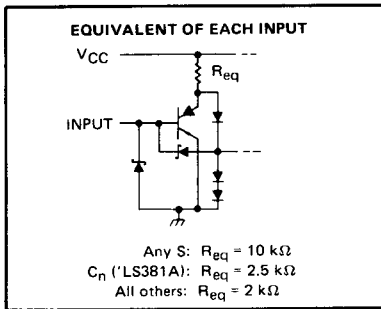 EQUIVALENT OF EACH INPUT
VCC
Req
INPUT
Any S: Req = 10 kΩ
Cn ('LS381A): Req = 2.5 kΩ
All others: Req = 2 kΩ